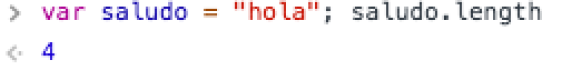 > var saludo = "hola"; saludo.length
<· 4